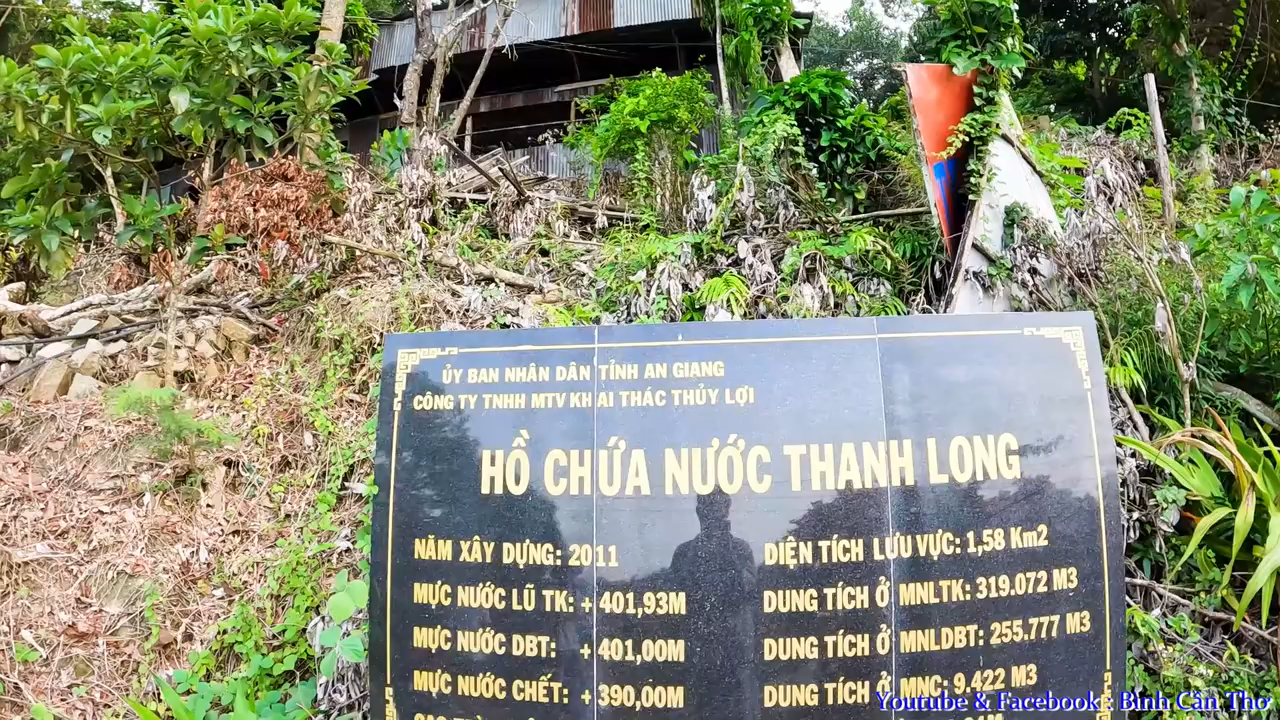 ỦY BAN NHÂN DÂN TỈNH AN GIANG
CÔNG TY TNHH MTV KHAI THÁC THỦY LỢI
HỒ CHỨA NƯỚC THANH LONG
NĂM XÂY DỰNG: 2011
MỰC NƯỚC LŨ TK: + 401,93M
MỰC NƯỚC DBT: + 401,00M
MỰC NƯỚC CHẾT: + 390,00M
DIỆN TÍCH LƯU VỰC: 1,58 Km2
DUNG TÍCH Ở MNLTK: 319.072 M3
DUNG TÍCH Ở MNLDBT: 255.777 M3
DUNG TÍCH Ở MNC: 9.422 M3
Youtube & Facebook : Bình Cần Thơ